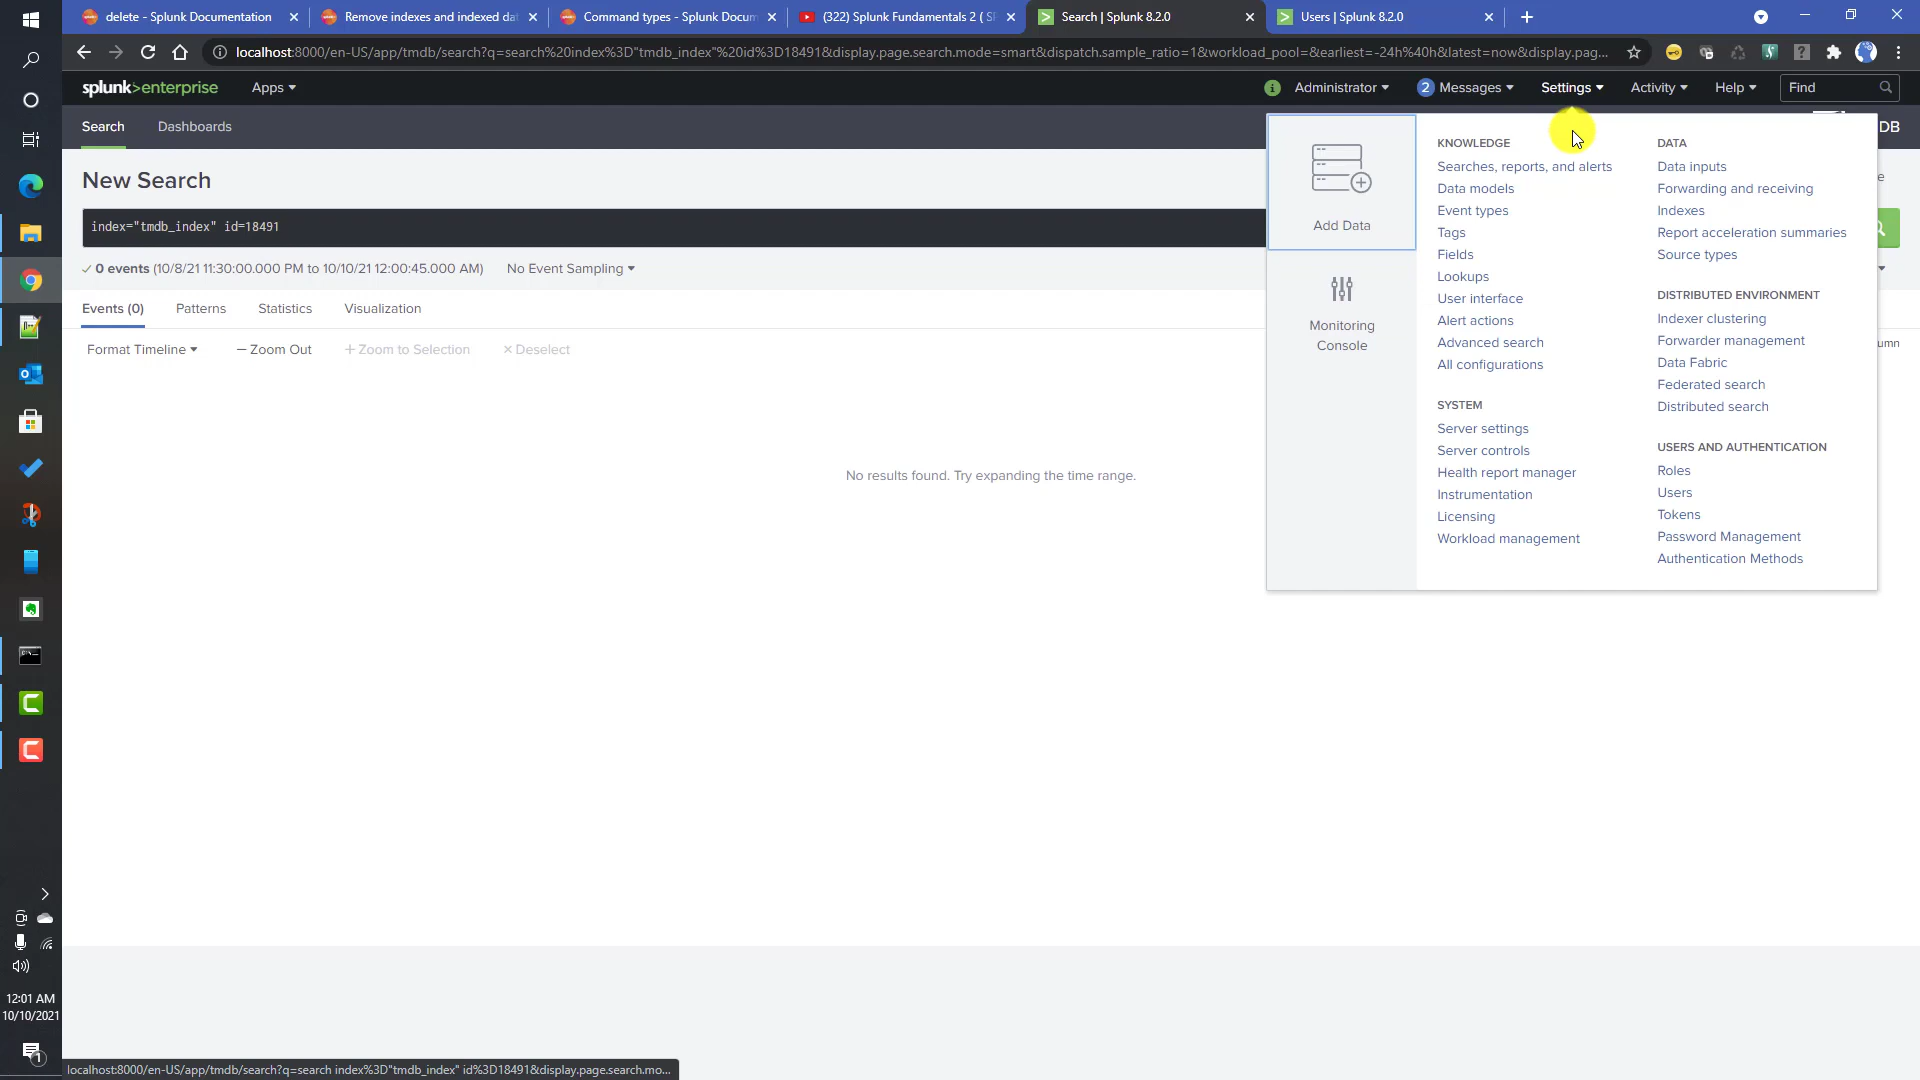 delete - Splunk Documentation
Remove indexes and indexed da
Command types - Splunk Docum
(322) Splunk Fundamentals 2 ( S
Search | Splunk 8.2.0
Users | Splunk 8.2.0
localhost:8000/en-US/app/tmdb/search?q=search%20index%3D"tmdb_index"%20id%3D18491&display.page.search.mode=smart&dispatch.sample_ratio=1&workload_pool=&earliest=-24h%40h&latest=now&display.pag...
splunk>enterprise
Apps
i
Administrator
2 Messages
Settings
Activity
Help
Find
Search
Dashboards
DB
New Search
index="tmdb_index" id=18491
0 events (10/8/21 11:30:00.000 PM to 10/10/21 12:00:45.000 AM)
No Event Sampling
Events (0)
Patterns
Statistics
Visualization
Format Timeline
— Zoom Out
+ Zoom to Selection
× Deselect
umn
No results found. Try expanding the time range.
Add Data
Monitoring
Console
KNOWLEDGE
Searches, reports, and alerts
Data models
Event types
Tags
Fields
Lookups
User interface
Alert actions
Advanced search
All configurations
SYSTEM
Server settings
Server controls
Health report manager
Instrumentation
Licensing
Workload management
DATA
Data inputs
Forwarding and receiving
Indexes
Report acceleration summaries
Source types
DISTRIBUTED ENVIRONMENT
Indexer clustering
Forwarder management
Data Fabric
Federated search
Distributed search
USERS AND AUTHENTICATION
Roles
Users
Tokens
Password Management
Authentication Methods
12:01 AM
10/10/2021
1
localhost:8000/en-US/app/tmdb/search?q=search index%3D"tmdb_index" id%3D18491&display.page.search.mo...